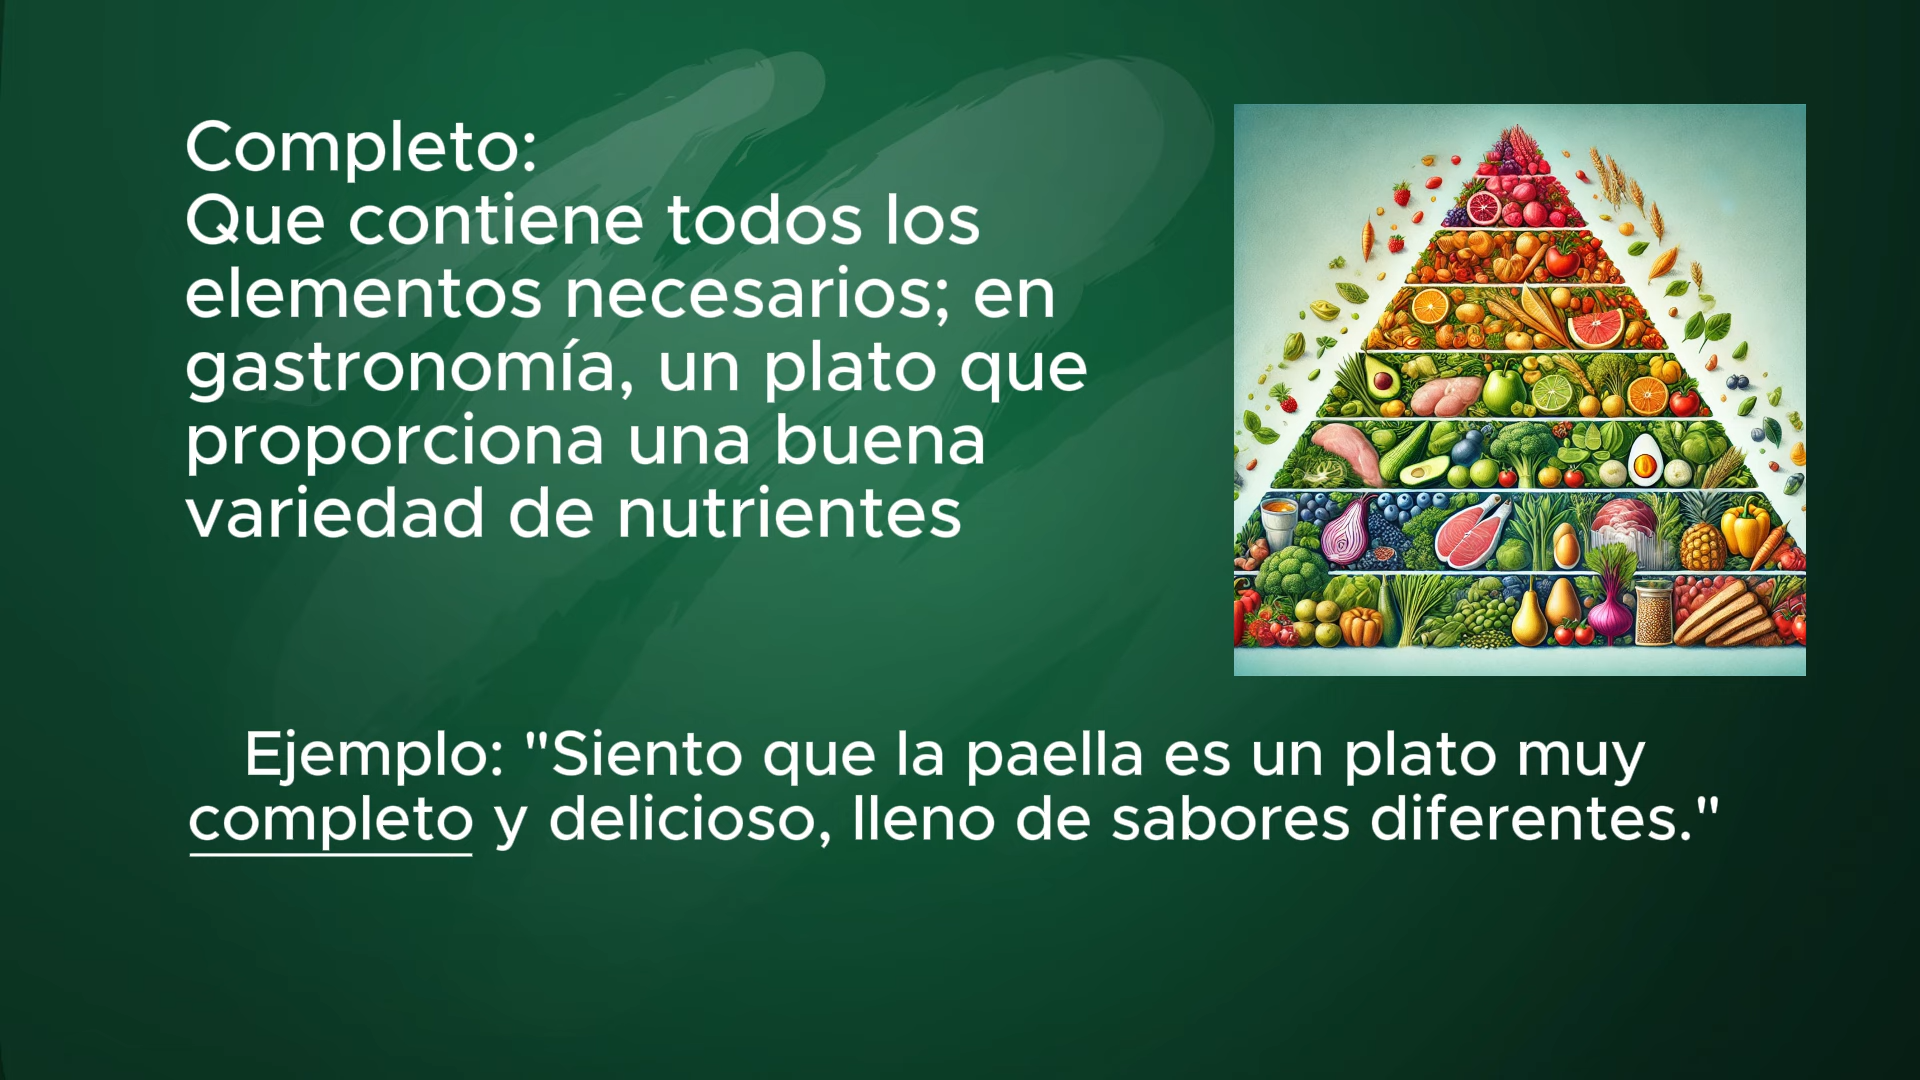 Completo:
Que contiene todos los
elementos necesarios; en
gastronomía, un plato que
proporciona una buena
variedad de nutrientes
Ejemplo: "Siento que la paella es un plato muy
completo y delicioso, lleno de sabores diferentes."